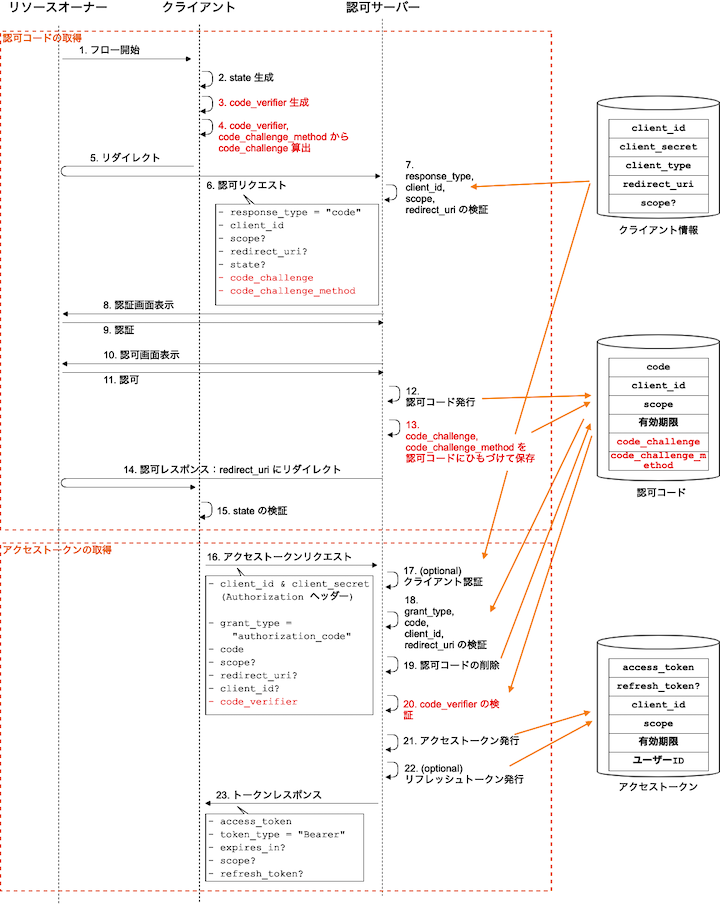 リソースオーナー
クライアント
認可サーバー
認可コードの取得
1. フロー開始
2. state 生成
3. code_verifier 生成
4. code_verifier,
code_challenge_method から
code_challenge 算出
5. リダイレクト
6. 認可リクエスト
- response_type = "code"
- client_id
- scope?
- redirect_uri?
- state?
- code_challenge
- code_challenge_method
7.
response_type,
client_id,
scope,
redirect_uri の検証
8. 認証画面表示
9. 認証
10. 認可画面表示
11. 認可
12.
認可コード発行
13.
code_challenge,
code_challenge_method を
認可コードにひもづけて保存
14. 認可レスポンス：redirect_uri にリダイレクト
15. state の検証
アクセストークンの取得
16. アクセストークンリクエスト
- client_id & client_secret
(Authorization ヘッダー)
- grant_type =
"authorization_code"
- code
- scope?
- redirect_uri?
- client_id?
- code_verifier
17. (optional)
クライアント認証
18.
grant_type,
code,
client_id,
redirect_uri の検証
19. 認可コードの削除
20. code_verifier の検
証
21. アクセストークン発行
22. (optional)
リフレッシュトークン発行
23. トークンレスポンス
- access_token
- token_type = "Bearer"
- expires_in?
- scope?
- refresh_token?
client_id
client_secret
client_type
redirect_uri
scope?
クライアント情報
code
client_id
scope
有効期限
code_challenge
code_challenge_m
ethod
認可コード
access_token
refresh_token?
client_id
scope
有効期限
ユーザーID
アクセストークン